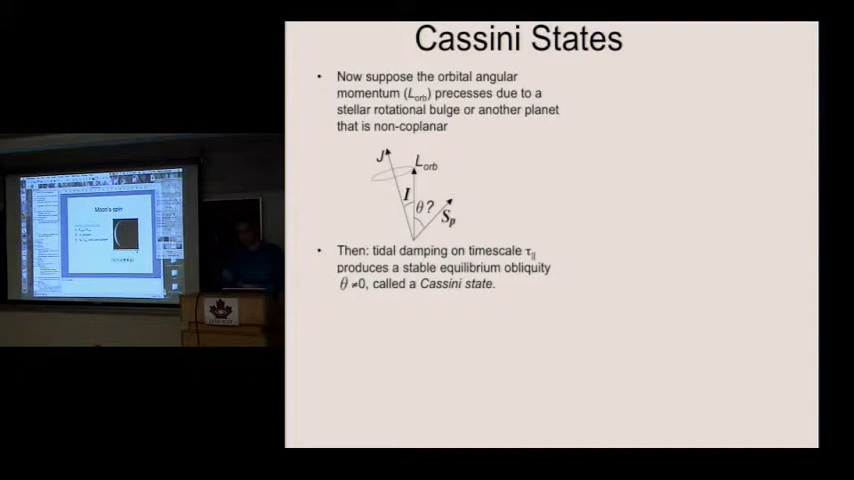 Cassini States
• Now suppose the orbital angular
momentum (Lorb) precesses due to a
stellar rotational bulge or another planet
that is non-coplanar
J
Lorb
I
θ?
Sp
• Then: tidal damping on timescale τ||
produces a stable equilibrium obliquity
θ ≠0, called a Cassini state.
Moon's spin